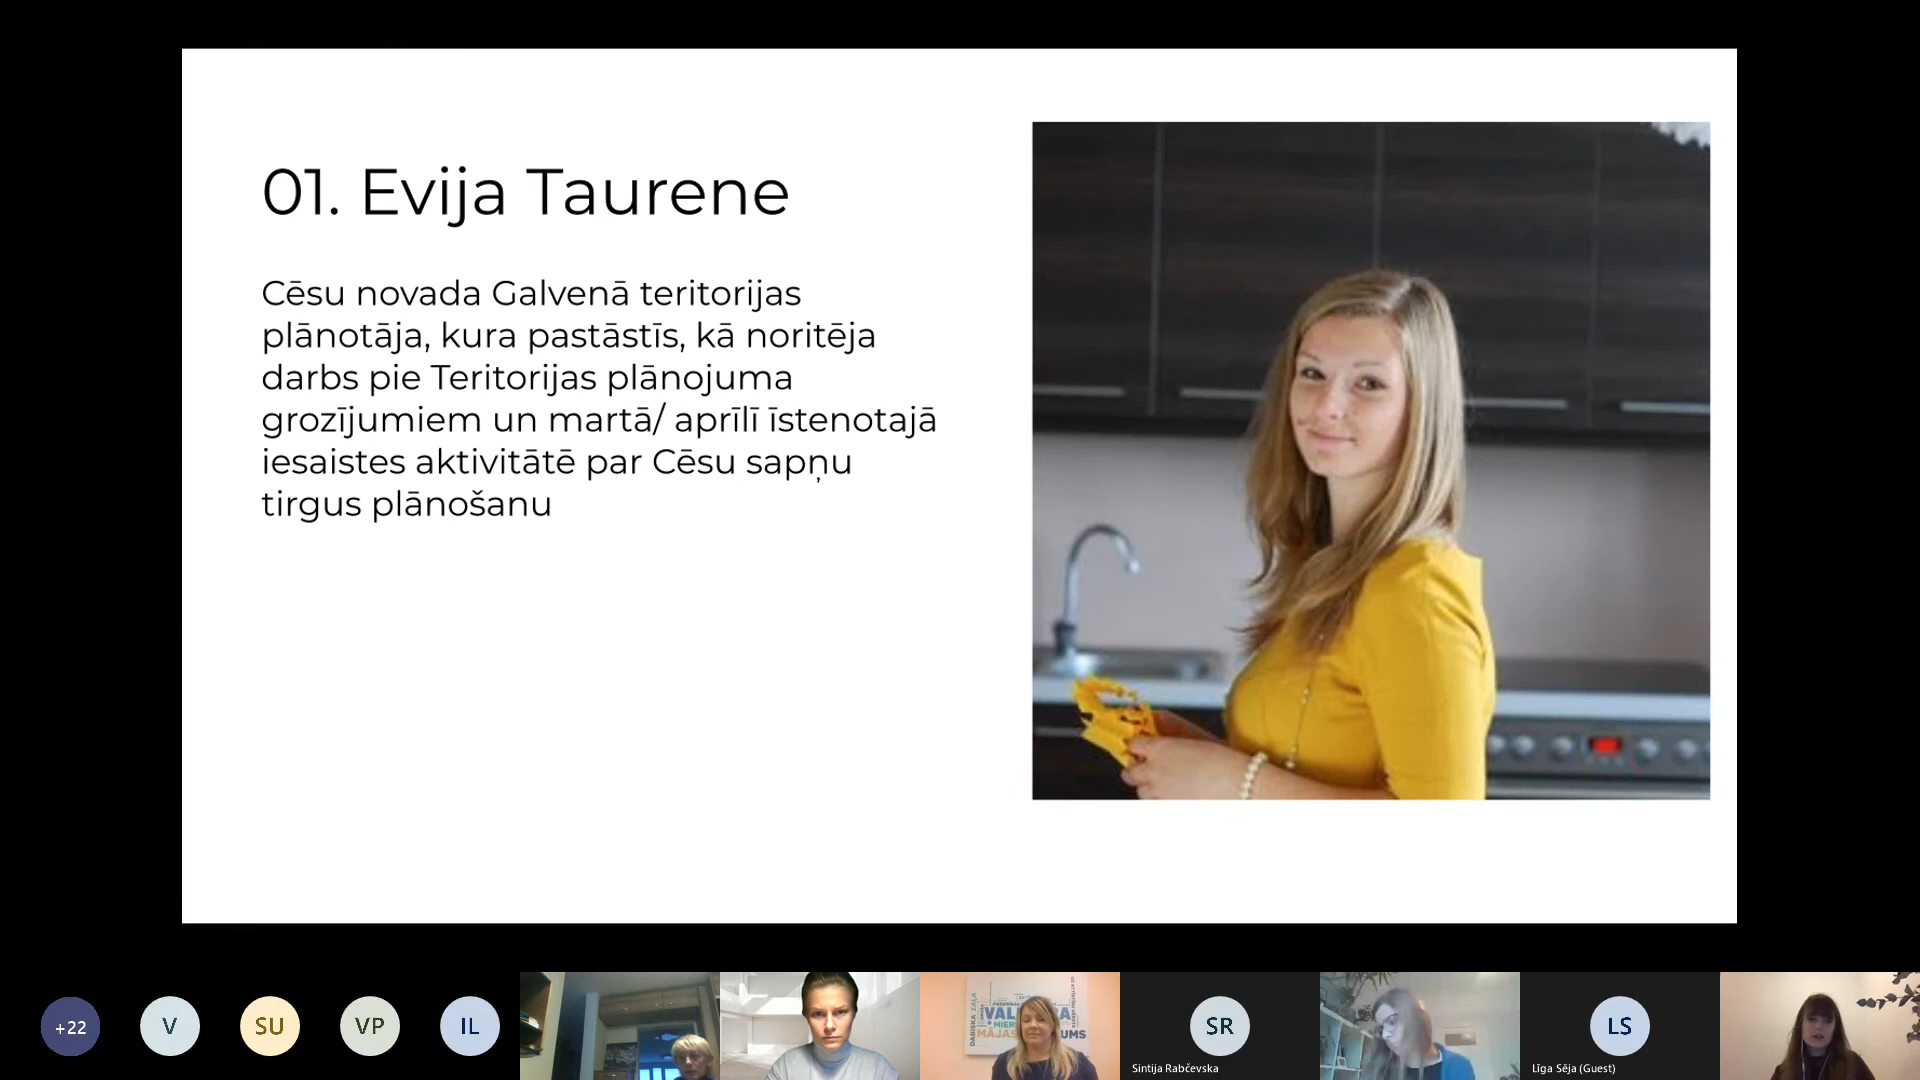 01. Evija Taurene
Cēsu novada Galvenā teritorijas
plānotāja, kura pastāstīs, kā noritēja
darbs pie Teritorijas plānojuma
grozījumiem un martā/ aprīlī īstenotajā
iesaistes aktivitātē par Cēsu sapņu
tirgus plānošanu
+22
V
SU
VP
IL
DABISKA ZAĻA
SR
Sintija Rabčevska
LS
Līga Sēja (Guest)